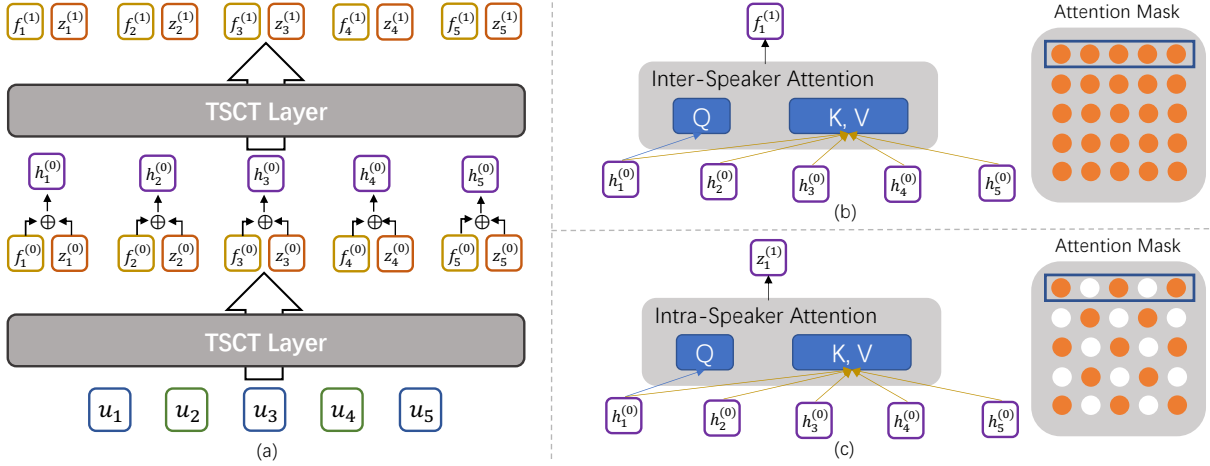 f₁⁽¹⁾ z₁⁽¹⁾ f₂⁽¹⁾ z₂⁽¹⁾ f₃⁽¹⁾ z₃⁽¹⁾ f₄⁽¹⁾ z₄⁽¹⁾ f₅⁽¹⁾ z₅⁽¹⁾
TSCT Layer
h₁⁽⁰⁾ h₂⁽⁰⁾ h₃⁽⁰⁾ h₄⁽⁰⁾ h₅⁽⁰⁾
⊕ ⊕ ⊕ ⊕ ⊕
f₁⁽⁰⁾ z₁⁽⁰⁾ f₂⁽⁰⁾ z₂⁽⁰⁾ f₃⁽⁰⁾ z₃⁽⁰⁾ f₄⁽⁰⁾ z₄⁽⁰⁾ f₅⁽⁰⁾ z₅⁽⁰⁾
TSCT Layer
u₁ u₂ u₃ u₄ u₅
(a)
f₁⁽¹⁾
Inter-Speaker Attention
Q K, V
h₁⁽⁰⁾ h₂⁽⁰⁾ h₃⁽⁰⁾ h₄⁽⁰⁾ h₅⁽⁰⁾
(b)
Attention Mask
z₁⁽¹⁾
Intra-Speaker Attention
Q K, V
h₁⁽⁰⁾ h₂⁽⁰⁾ h₃⁽⁰⁾ h₄⁽⁰⁾ h₅⁽⁰⁾
(c)
Attention Mask